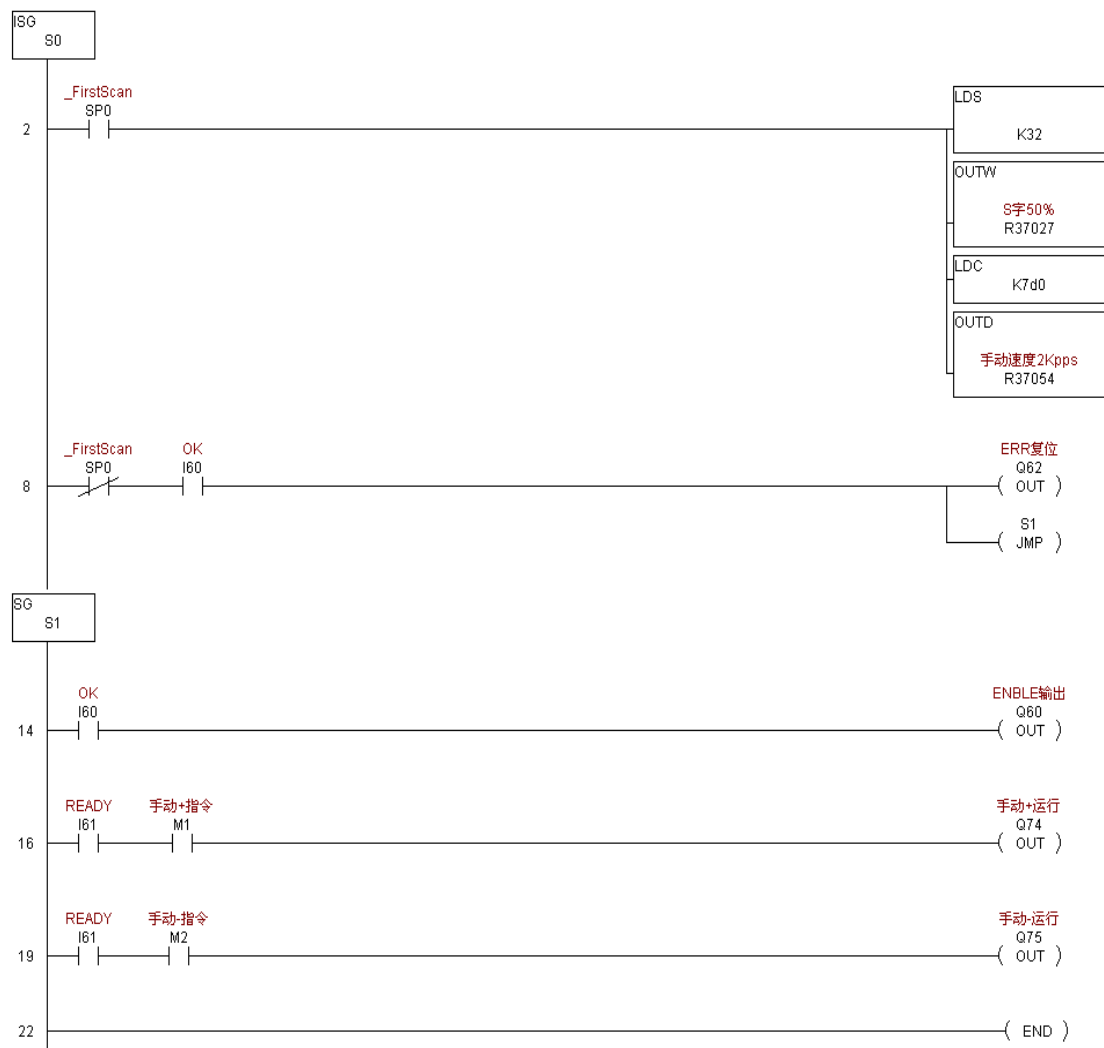 ISG
S0
_FirstScan
SP0
2
LDS
K32
OUTW
S字50%
R37027
LDC
K7d0
OUTD
手动速度2Kpps
R37054
_FirstScan OK ERR复位
SP0 I60 Q62
8 ( OUT )
S1
( JMP )
SG
S1
OK ENBLE输出
I60 Q60
14 ( OUT )
READY 手动+指令 手动+运行
I61 M1 Q74
16 ( OUT )
READY 手动-指令 手动-运行
I61 M2 Q75
19 ( OUT )
22 ( END )